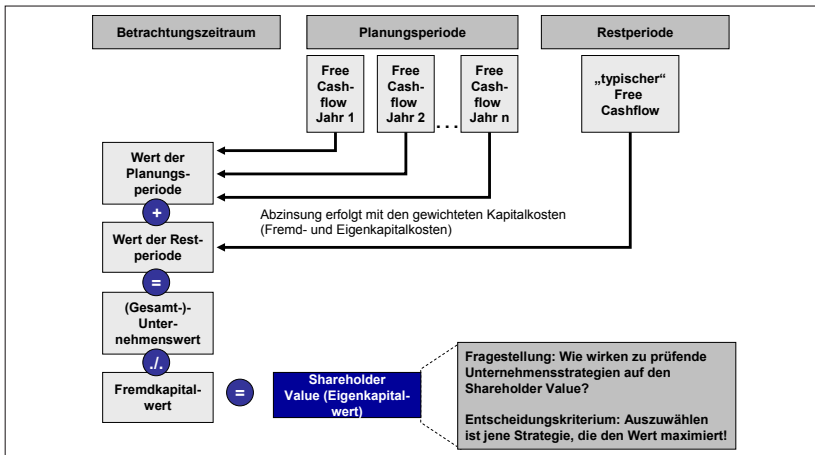 Betrachtungszeitraum
Planungsperiode
Restperiode
Free
Cash-
flow
Jahr 1
Free
Cash-
flow
Jahr 2
. . .
Free
Cash-
flow
Jahr n
„typischer“
Free
Cashflow
Wert der
Planungs-
periode
+
Abzinsung erfolgt mit den gewichteten Kapitalkosten
(Fremd- und Eigenkapitalkosten)
Wert der Rest-
periode
=
(Gesamt-)-
Unter-
nehmenswert
./.
Fremdkapital-
wert
=
Shareholder
Value (Eigenkapital-
wert)
Fragestellung: Wie wirken zu prüfende
Unternehmensstrategien auf den
Shareholder Value?
Entscheidungskriterium: Auszuwählen
ist jene Strategie, die den Wert maximiert!